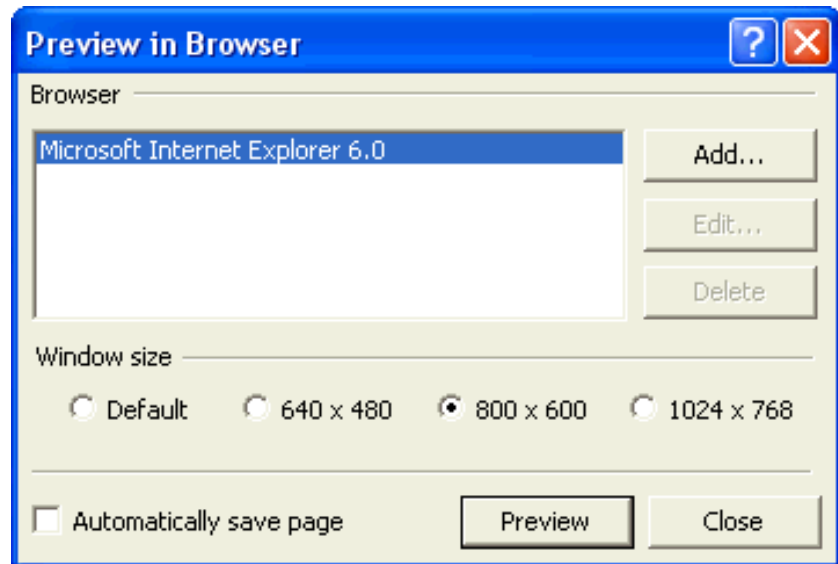 Preview in Browser
Browser
Microsoft Internet Explorer 6.0
Add...
Edit...
Delete
Window size
Default 640 x 480 800 x 600 1024 x 768
Automatically save page Preview Close